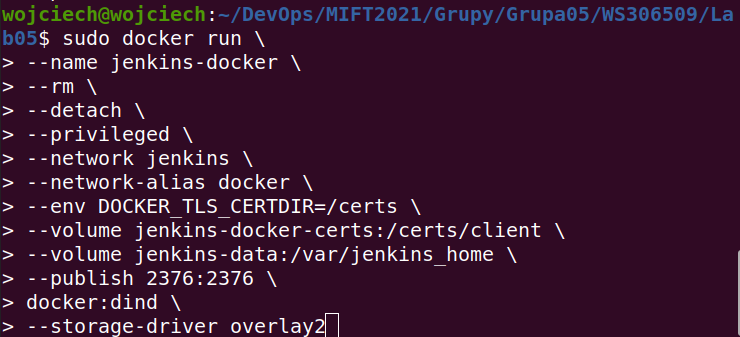 wojciech@wojciech:~/DevOps/MIFT2021/Grupy/Grupa05/WS306509/La
b05$ sudo docker run \
> --name jenkins-docker \
> --rm \
> --detach \
> --privileged \
> --network jenkins \
> --network-alias docker \
> --env DOCKER_TLS_CERTDIR=/certs \
> --volume jenkins-docker-certs:/certs/client \
> --volume jenkins-data:/var/jenkins_home \
> --publish 2376:2376 \
> docker:dind \
> --storage-driver overlay2